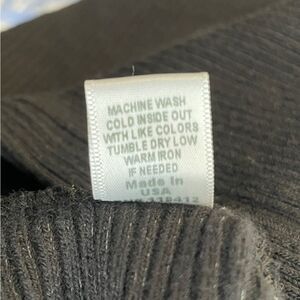 MACHINE WASH
COLD INSIDE OUT
WITH LIKE COLORS
TUMBLE DRY LOW
WARM IRON
IF NEEDED
Made in
USA